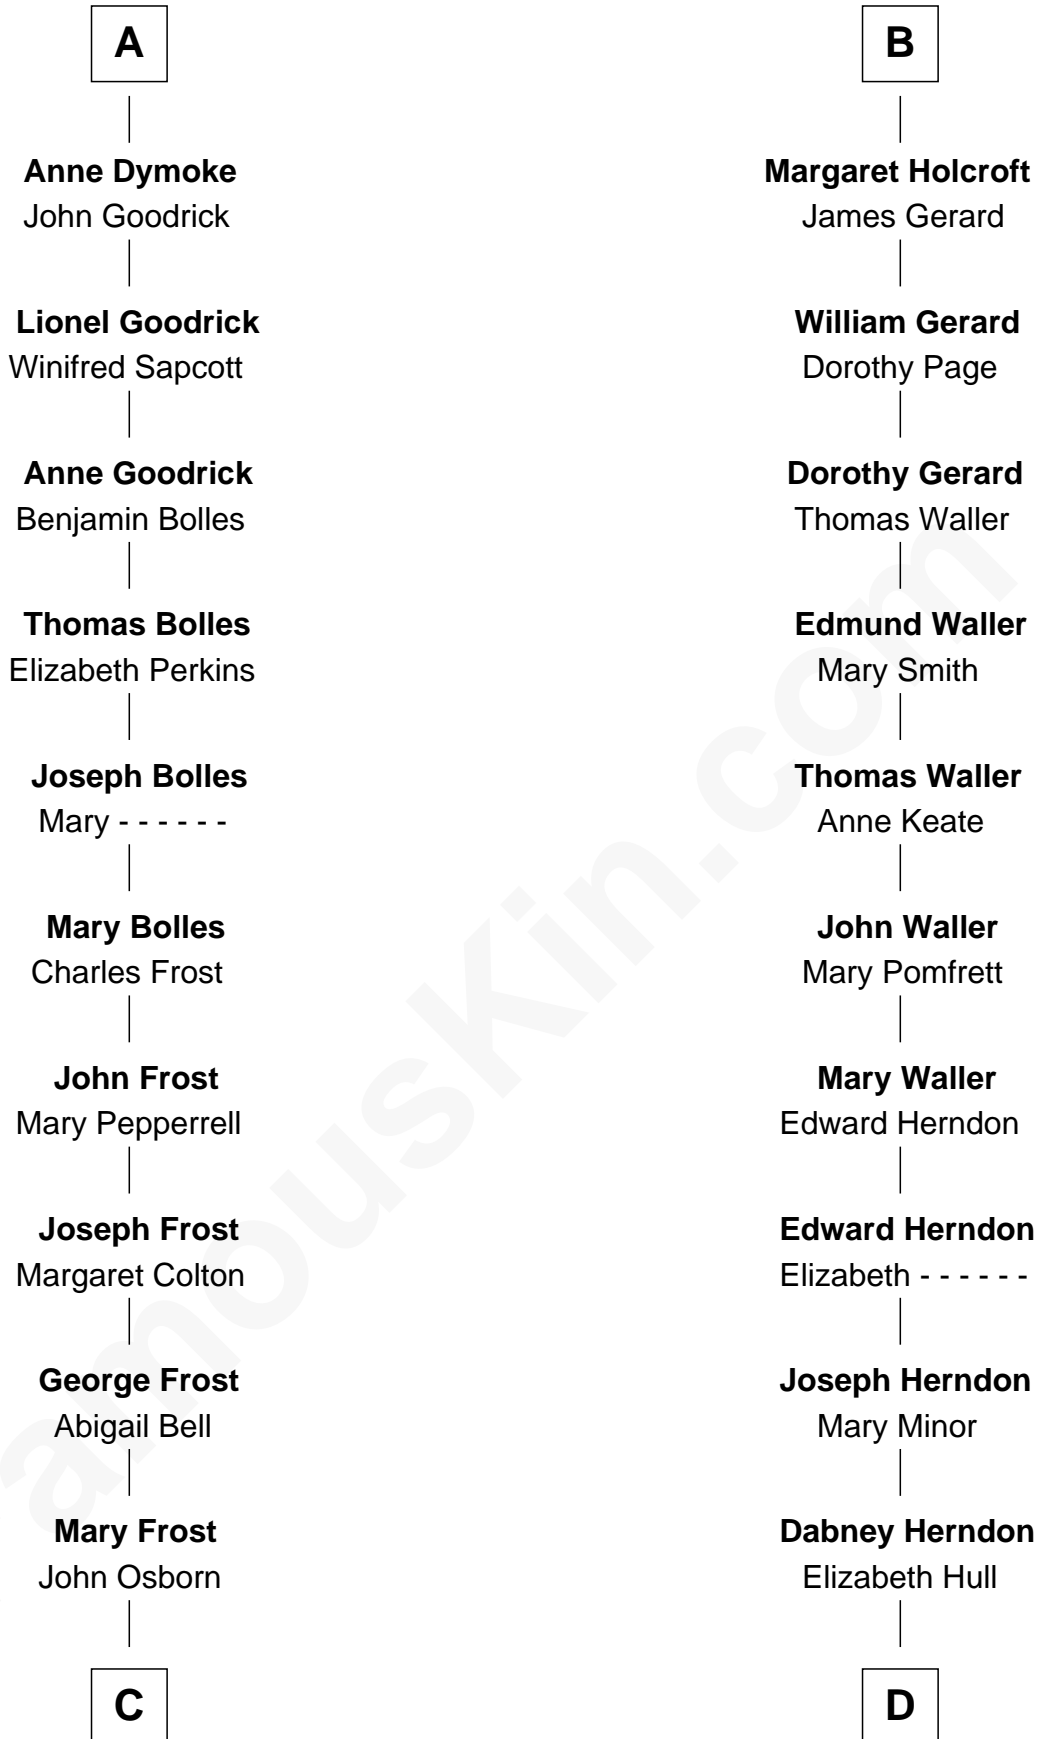 A
Anne Dymoke
John Goodrick
Lionel Goodrick
Winifred Sapcott
Anne Goodrick
Benjamin Bolles
Thomas Bolles
Elizabeth Perkins
Joseph Bolles
Mary - - - - - -
Mary Bolles
Charles Frost
John Frost
Mary Pepperrell
Joseph Frost
Margaret Colton
George Frost
Abigail Bell
Mary Frost
John Osborn
C
B
Margaret Holcroft
James Gerard
William Gerard
Dorothy Page
Dorothy Gerard
Thomas Waller
Edmund Waller
Mary Smith
Thomas Waller
Anne Keate
John Waller
Mary Pomfrett
Mary Waller
Edward Herndon
Edward Herndon
Elizabeth - - - - - -
Joseph Herndon
Mary Minor
Dabney Herndon
Elizabeth Hull
D
amousKin.com